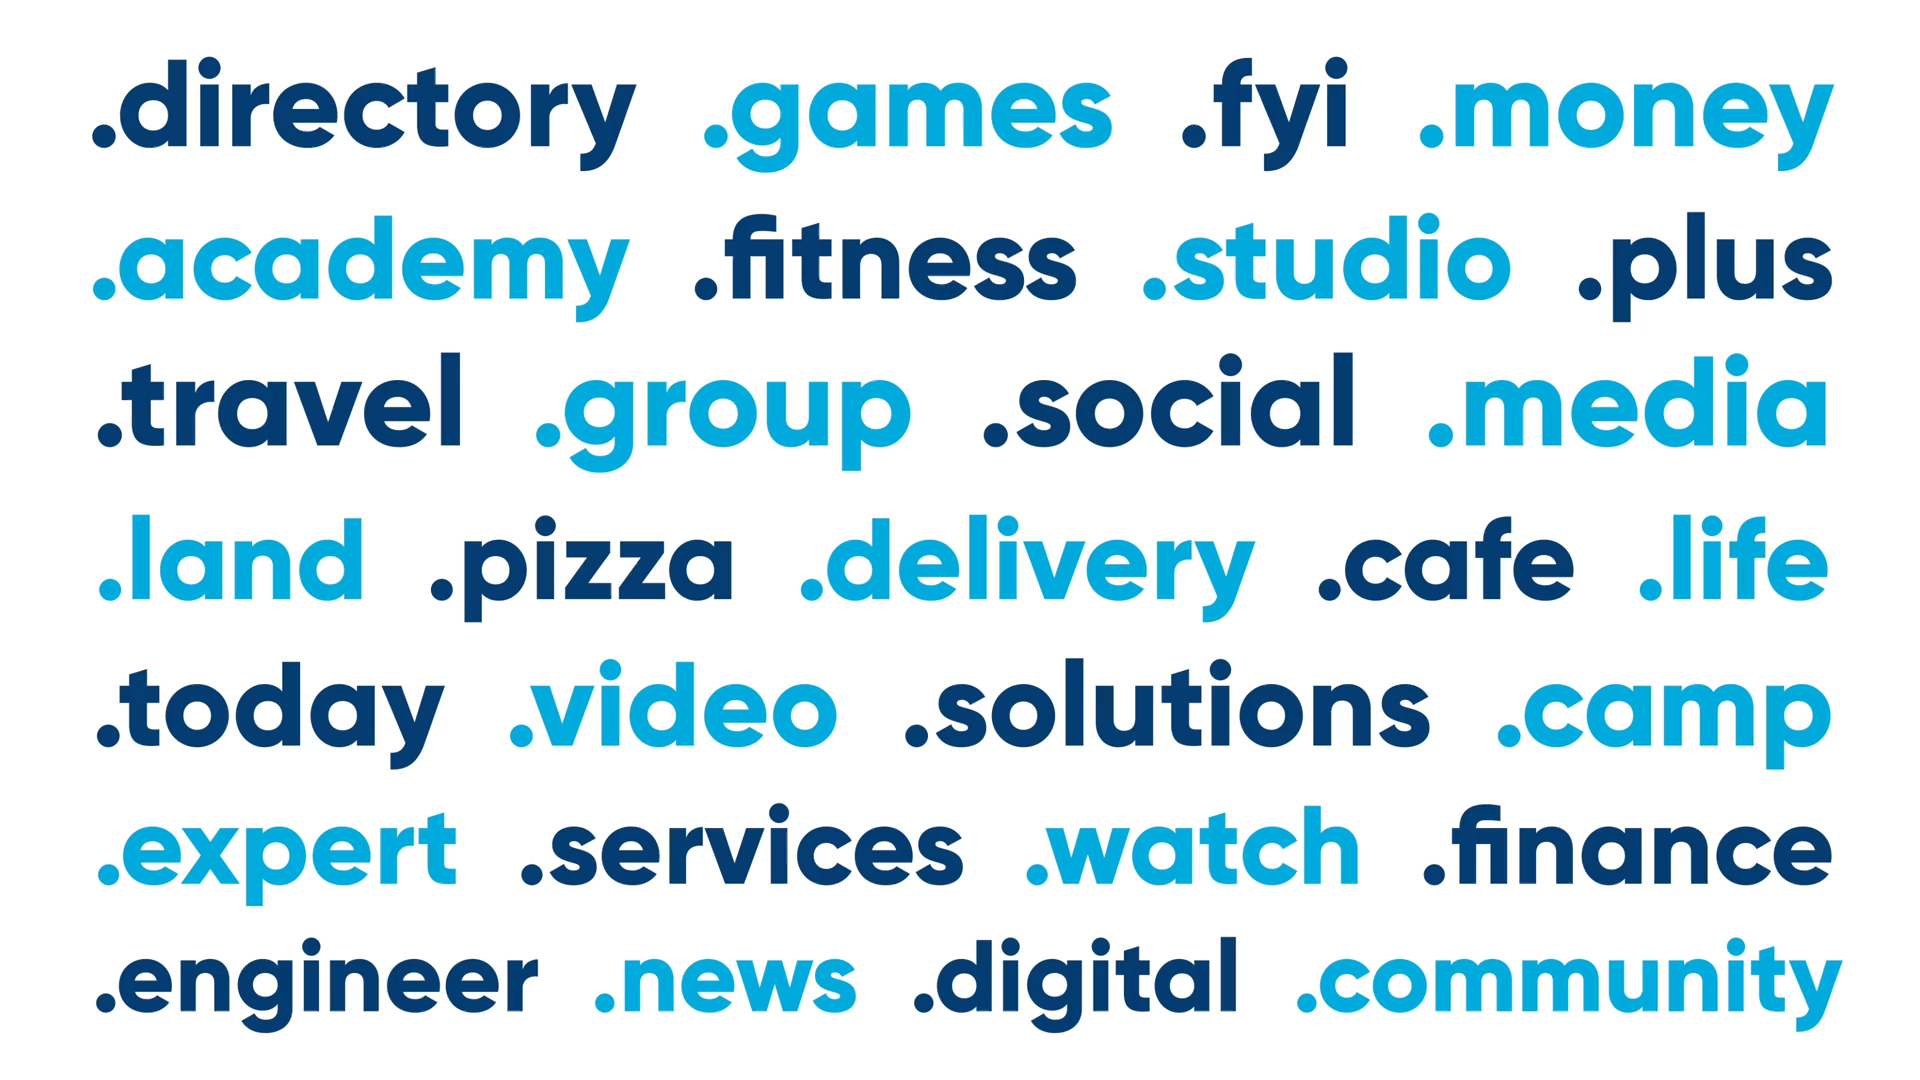 .directory .games .fyi .money
.academy .fitness .studio .plus
.travel .group .social .media
.land .pizza .delivery .cafe .life
.today .video .solutions .camp
.expert .services .watch .finance
.engineer .news .digital .community